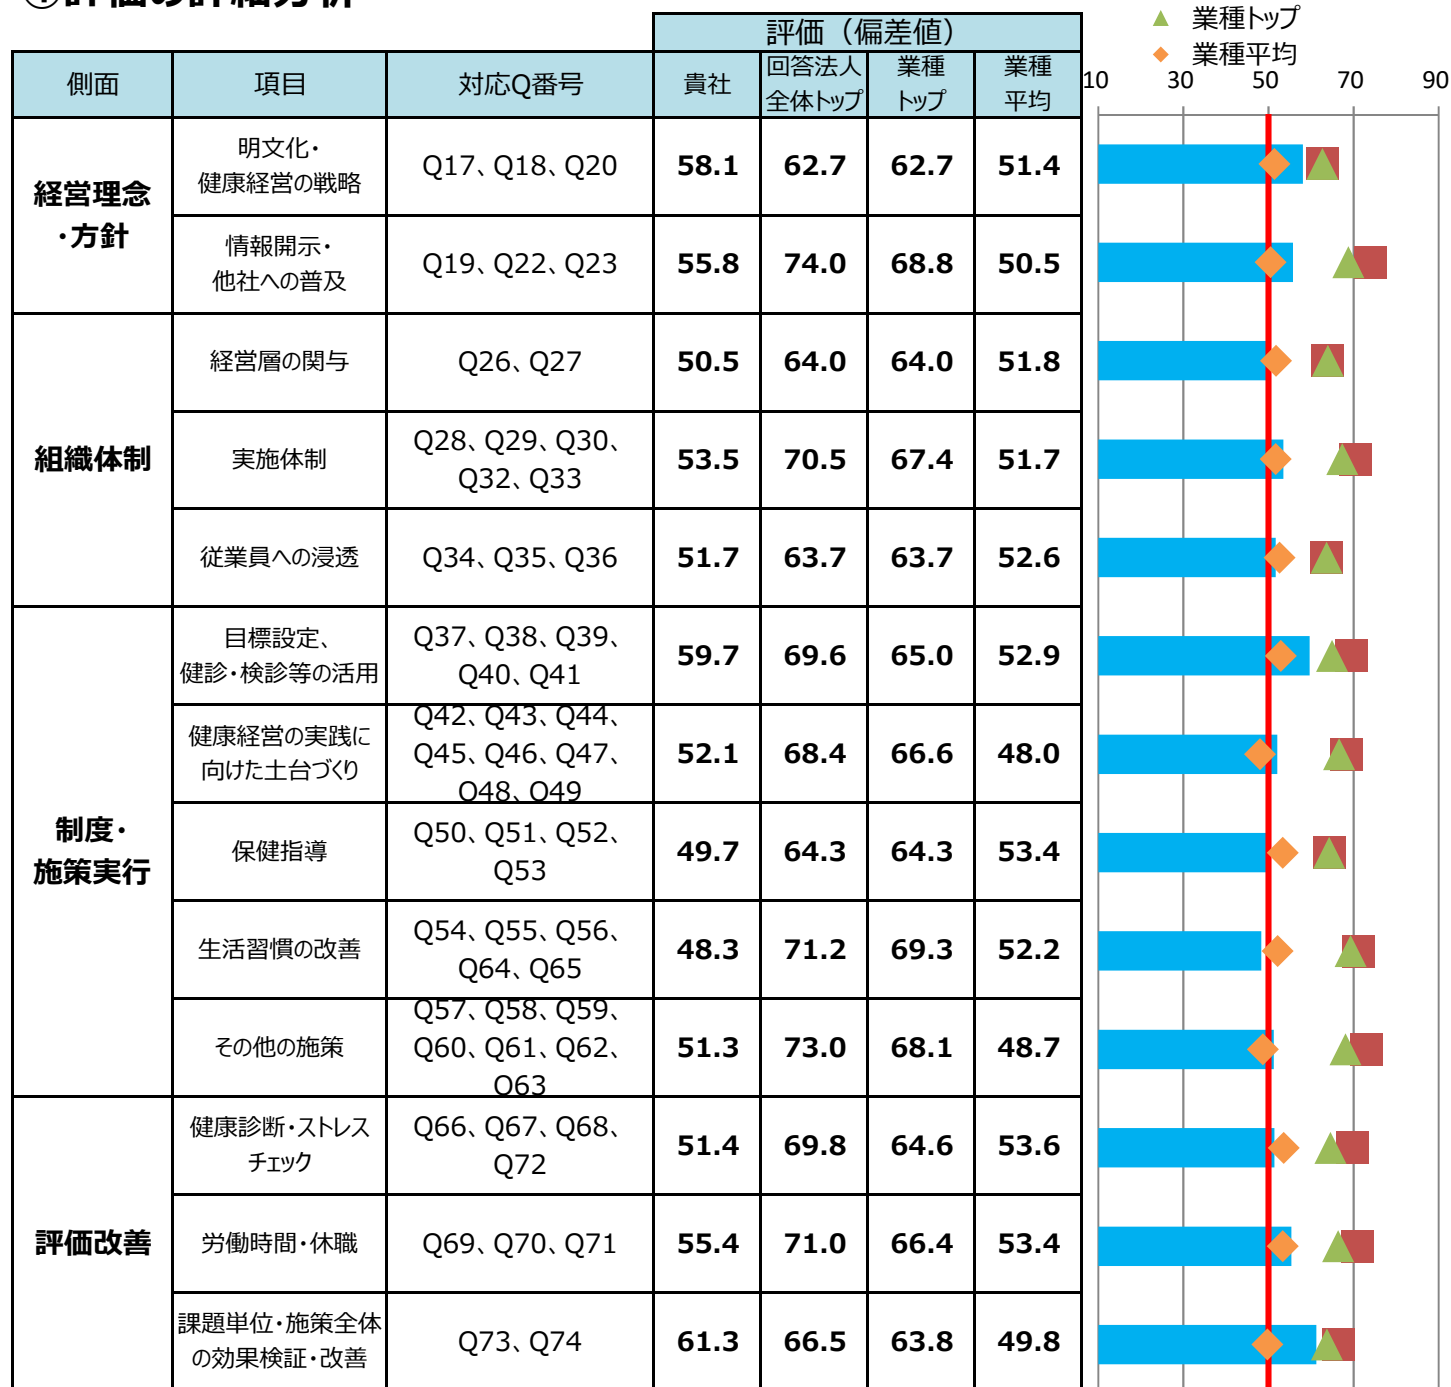 ①評価の詳細分析
▲ 業種トップ
◆ 業種平均
評価（偏差値）
側面 項目 対応Q番号 貴社 回答法人 業種 業種
全体トップ トップ 平均
10 30 50 70 90
経営理念
・方針
明文化・
健康経営の戦略
Q17、Q18、Q20 58.1 62.7 62.7 51.4
情報開示・
他社への普及
Q19、Q22、Q23 55.8 74.0 68.8 50.5
組織体制
経営層の関与 Q26、Q27 50.5 64.0 64.0 51.8
実施体制
Q28、Q29、Q30、
Q32、Q33
53.5 70.5 67.4 51.7
従業員への浸透 Q34、Q35、Q36 51.7 63.7 63.7 52.6
制度・
施策実行
目標設定、
健診・検診等の活用
Q37、Q38、Q39、
Q40、Q41
59.7 69.6 65.0 52.9
健康経営の実践に
向けた土台づくり
Q42、Q43、Q44、
Q45、Q46、Q47、
Q48、Q49
52.1 68.4 66.6 48.0
保健指導
Q50、Q51、Q52、
Q53
49.7 64.3 64.3 53.4
生活習慣の改善
Q54、Q55、Q56、
Q64、Q65
48.3 71.2 69.3 52.2
その他の施策
Q57、Q58、Q59、
Q60、Q61、Q62、
Q63
51.3 73.0 68.1 48.7
評価改善
健康診断・ストレス
チェック
Q66、Q67、Q68、
Q72
51.4 69.8 64.6 53.6
労働時間・休職 Q69、Q70、Q71 55.4 71.0 66.4 53.4
課題単位・施策全体
の効果検証・改善
Q73、Q74 61.3 66.5 63.8 49.8